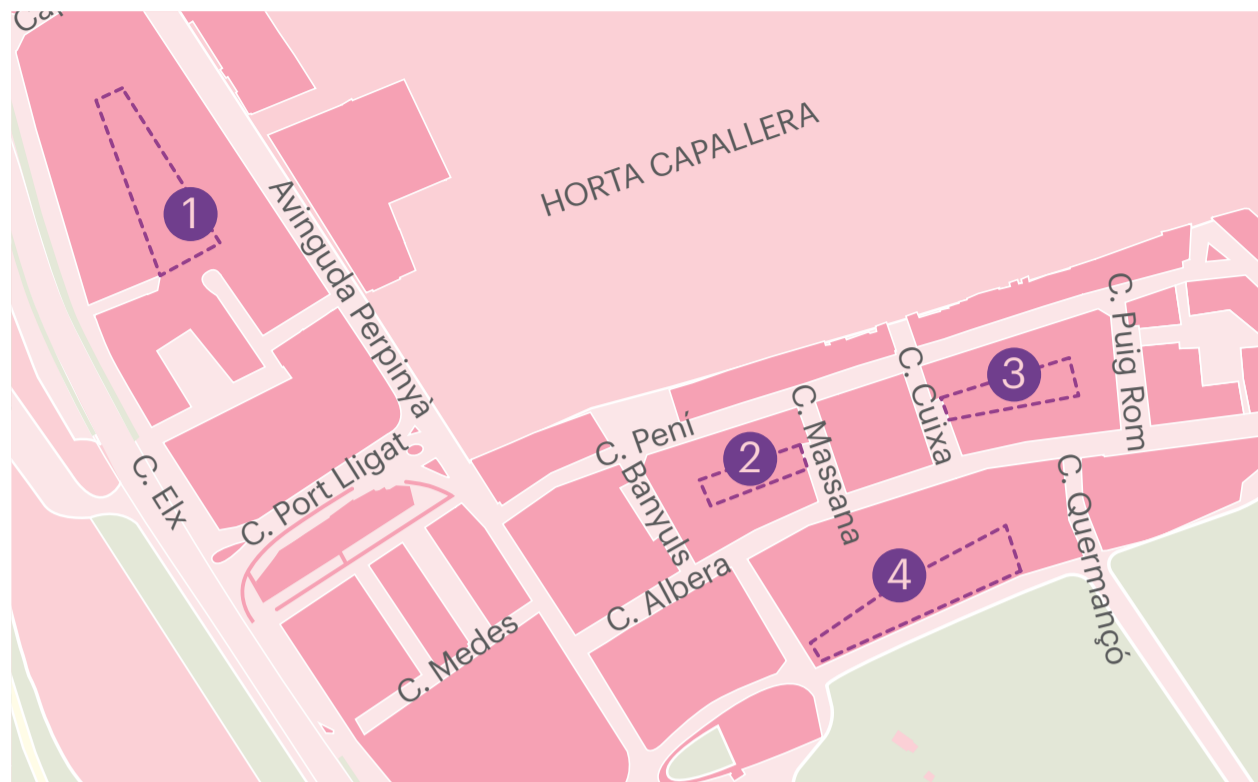 HORTA CAPALLERA
1
Avinguda Perpinyà
C. Puig Rom
C. Cuixa
3
C. Massana
C. Pení
2
C. Banyuls
C. Elx
C. Port Lligat
C. Quermançó
4
C. Albera
C. Medes